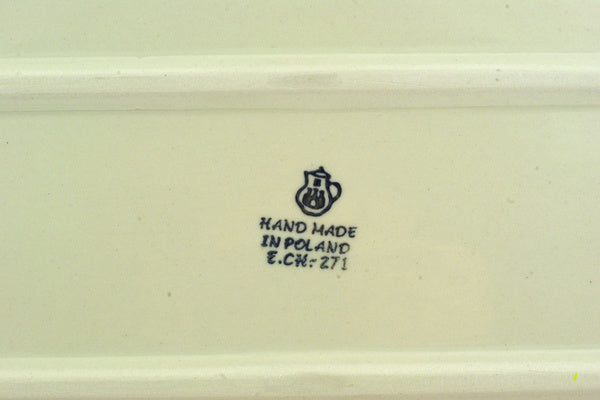 HAND MADE
IN POLAND
E.CH.-271